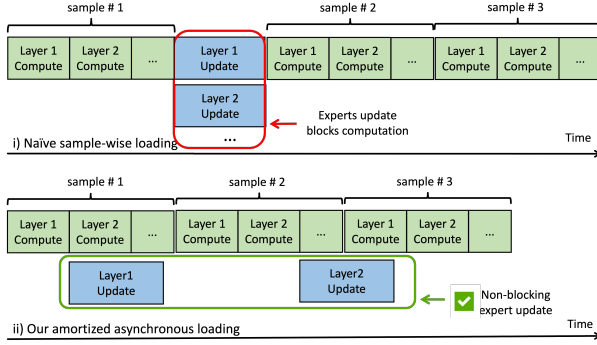 sample # 1
sample # 2
sample # 3
Layer 1
Compute
Layer 2
Compute
...
Layer 1
Update
Layer 1
Compute
Layer 2
Compute
...
Layer 1
Compute
Layer 2
Compute
...
Layer 2
Update
...
Experts update
blocks computation
i) Naïve sample-wise loading
Time
sample # 1
sample # 2
sample # 3
Layer 1
Compute
Layer 2
Compute
...
Layer 1
Compute
Layer 2
Compute
...
Layer 1
Compute
Layer 2
Compute
...
Layer1
Update
Layer2
Update
Non-blocking
expert update
ii) Our amortized asynchronous loading
Time